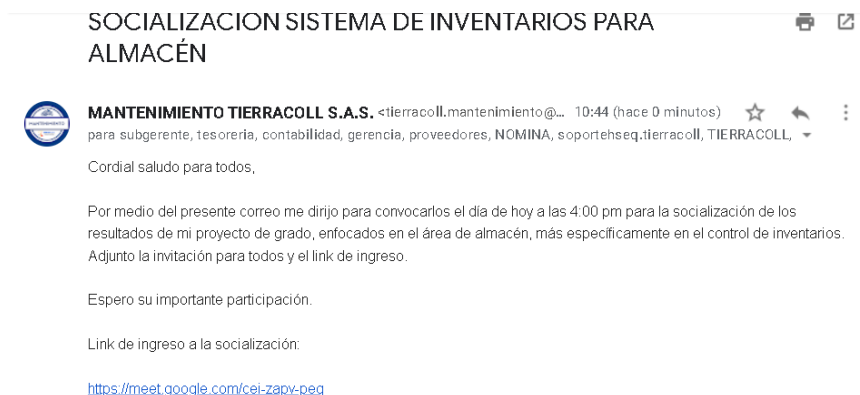 SOCIALIZACIÓN SISTEMA DE INVENTARIOS PARA
ALMACÉN
MANTENIMIENTO TIERRACOLL S.A.S. <tierracoll.mantenimiento@... 10:44 (hace 0 minutos)
para subgerente, tesoreria, contabilidad, gerencia, proveedores, NOMINA, soportehseq.tierracoll, TIERRACOLL,
Cordial saludo para todos,
Por medio del presente correo me dirijo para convocarlos el día de hoy a las 4:00 pm para la socialización de los
resultados de mi proyecto de grado, enfocados en el área de almacén, más específicamente en el control de inventarios.
Adjunto la invitación para todos y el link de ingreso.
Espero su importante participación.
Link de ingreso a la socialización:
https://meet.google.com/cei-zapv-peq